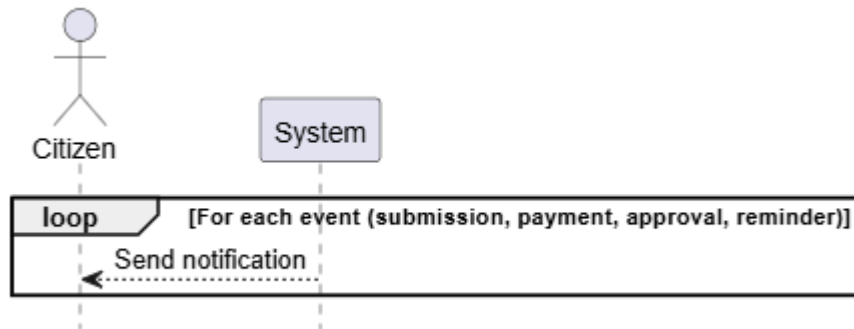 Citizen
System
loop [For each event (submission, payment, approval, reminder)]
Send notification